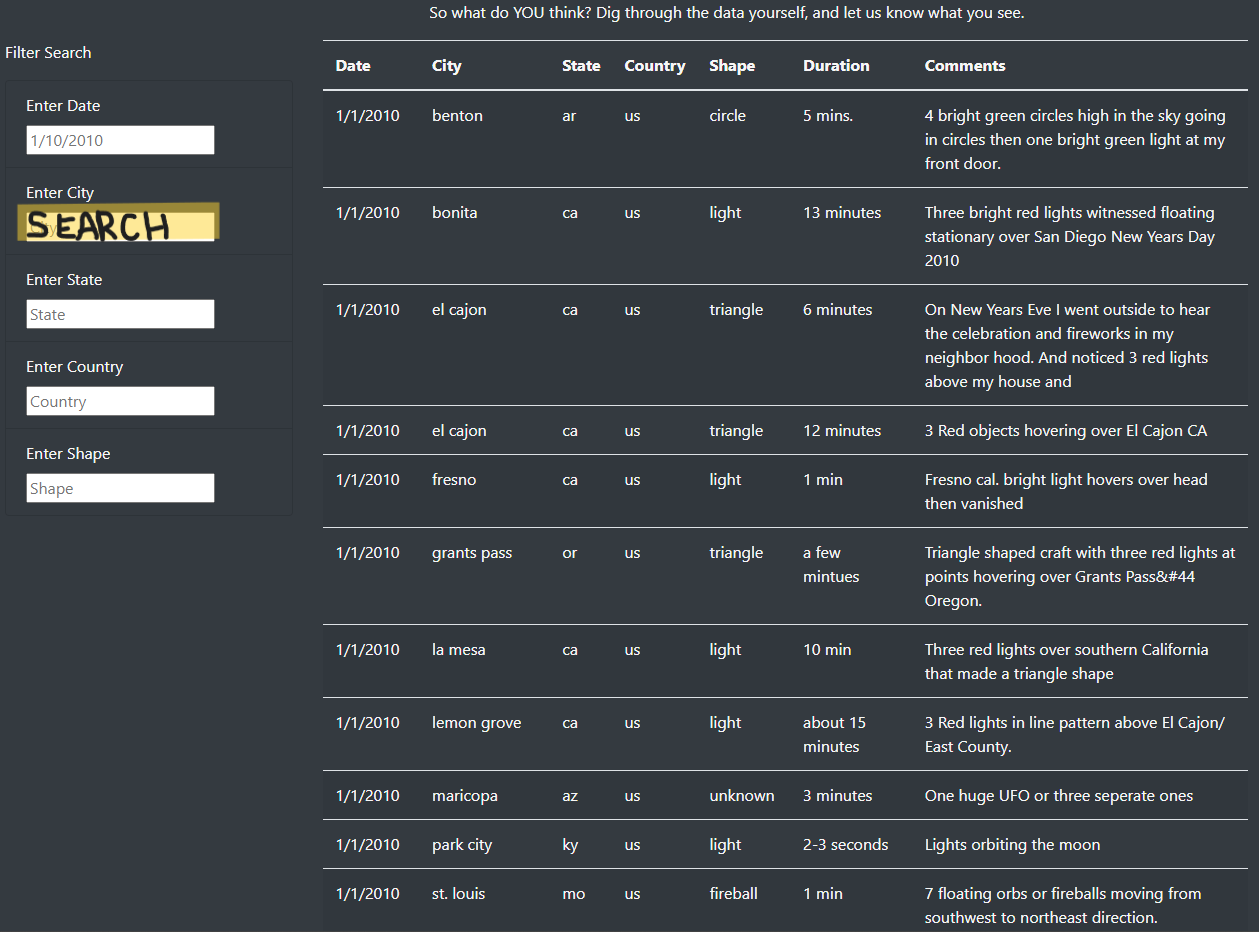 So what do YOU think? Dig through the data yourself, and let us know what you see.
Filter Search
Enter Date
1/10/2010
Enter City
SEARCH
Enter State
State
Enter Country
Country
Enter Shape
Shape
Date City State Country Shape Duration Comments
1/1/2010 benton ar us circle 5 mins. 4 bright green circles high in the sky going
in circles then one bright green light at my
front door.
1/1/2010 bonita ca us light 13 minutes Three bright red lights witnessed floating
stationary over San Diego New Years Day
2010
1/1/2010 el cajon ca us triangle 6 minutes On New Years Eve I went outside to hear
the celebration and fireworks in my
neighbor hood. And noticed 3 red lights
above my house and
1/1/2010 el cajon ca us triangle 12 minutes 3 Red objects hovering over El Cajon CA
1/1/2010 fresno ca us light 1 min Fresno cal. bright light hovers over head
then vanished
1/1/2010 grants pass or us triangle a few Triangle shaped craft with three red lights at
mintues points hovering over Grants Pass&#44
Oregon.
1/1/2010 la mesa ca us light 10 min Three red lights over southern California
that made a triangle shape
1/1/2010 lemon grove ca us light about 15 3 Red lights in line pattern above El Cajon/
minutes East County.
1/1/2010 maricopa az us unknown 3 minutes One huge UFO or three seperate ones
1/1/2010 park city ky us light 2-3 seconds Lights orbiting the moon
1/1/2010 st. louis mo us fireball 1 min 7 floating orbs or fireballs moving from
southwest to northeast direction.